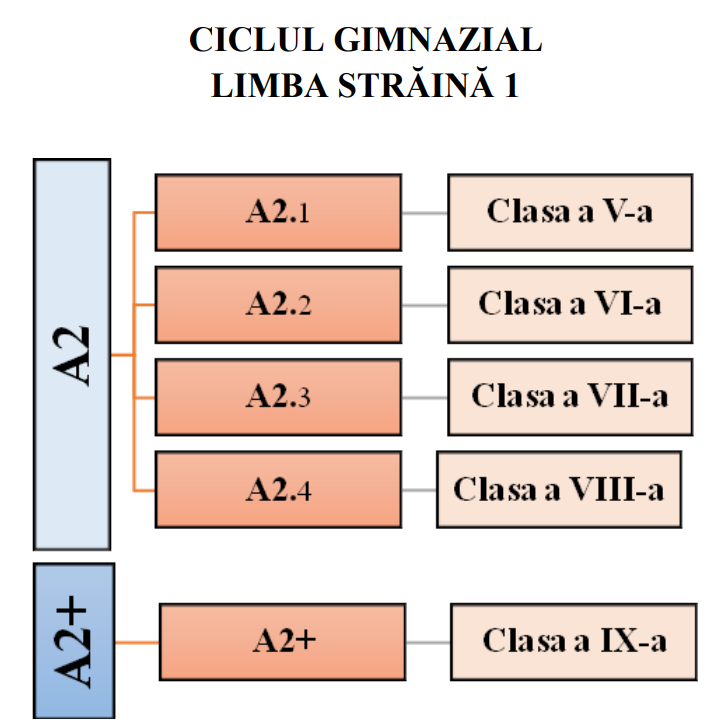 CICLUL GIMNAZIAL
LIMBA STRĂINĂ 1
A2
A2.1
Clasa a V-a
A2.2
Clasa a VI-a
A2.3
Clasa a VII-a
A2.4
Clasa a VIII-a
A2+
A2+
Clasa a IX-a